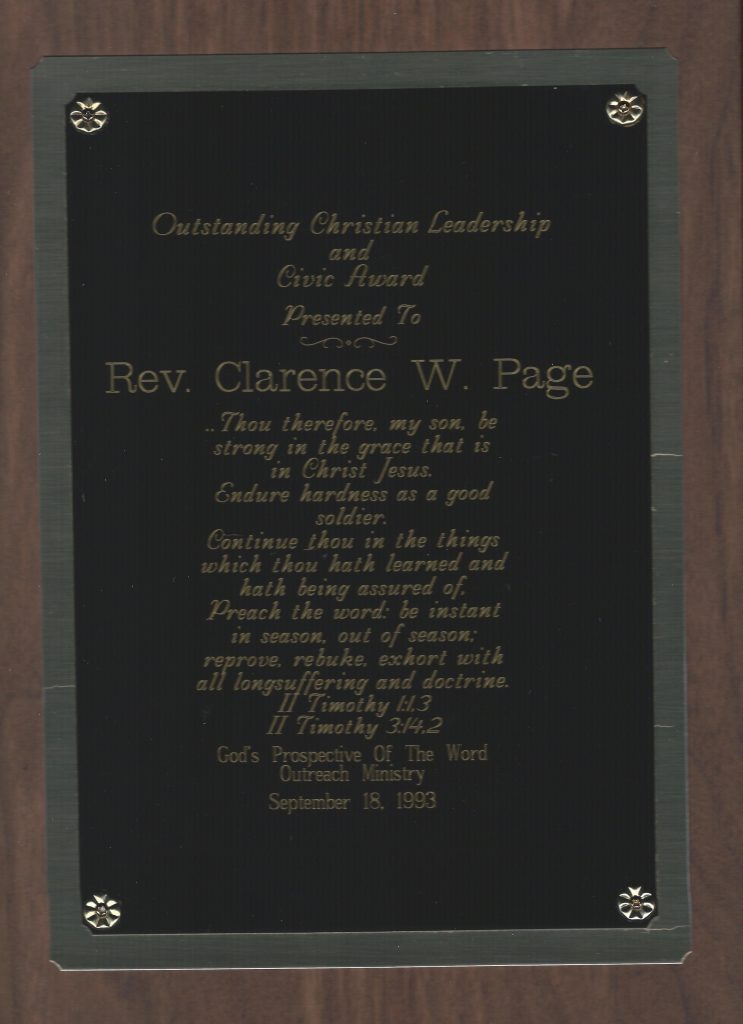 Outstanding Christian Leadership
and
Civic Award
Presented To
Rev. Clarence W. Page
..Thou therefore, my son, be
strong in the grace that is
in Christ Jesus.
Endure hardness as a good
soldier.
Continue thou in the things
which thou hath learned and
hath being assured of.
Preach the word: be instant
in season, out of season;
reprove, rebuke, exhort with
all longsuffering and doctrine.
II Timothy 1:1,3
II Timothy 3:14,2
God's Prospective Of The Word
Outreach Ministry
September 18, 1993